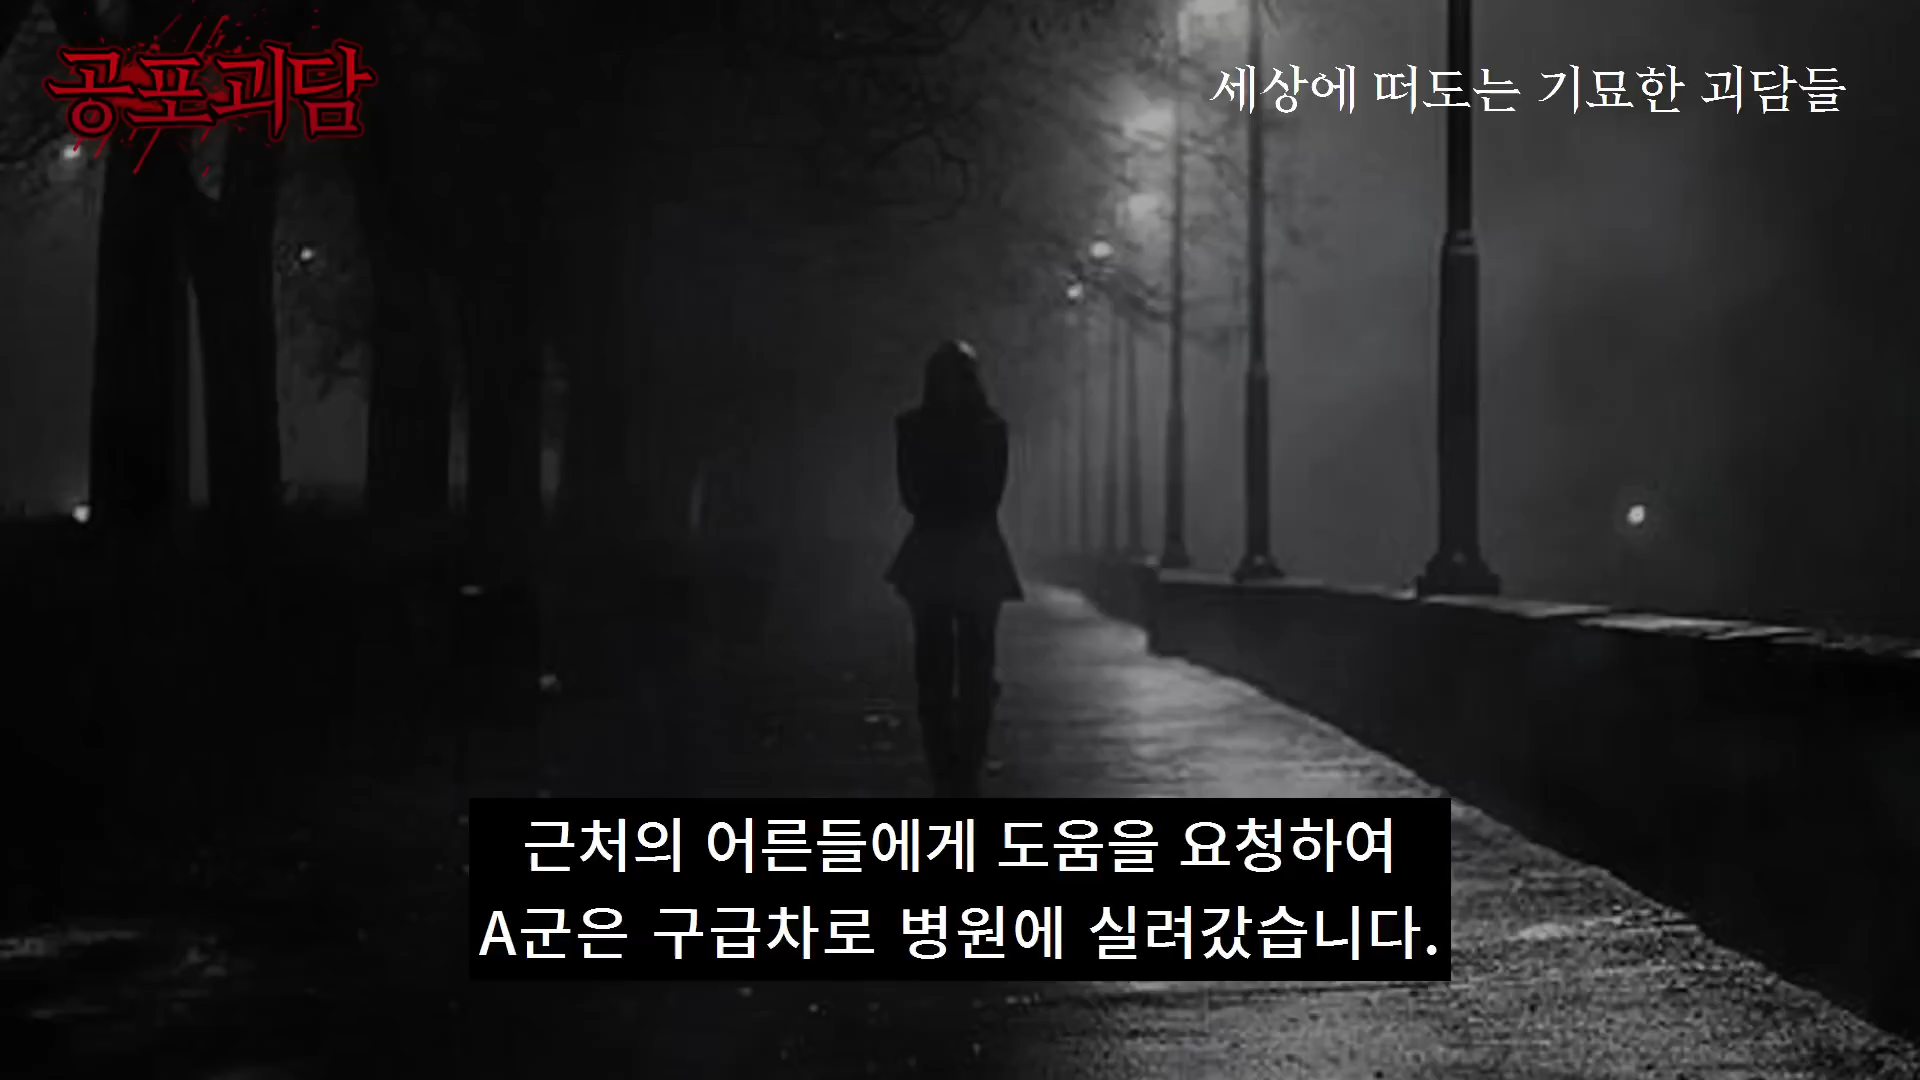 공포괴담
세상에 떠도는 기묘한 괴담들
근처의 어른들에게 도움을 요청하여
A군은 구급차로 병원에 실려갔습니다.